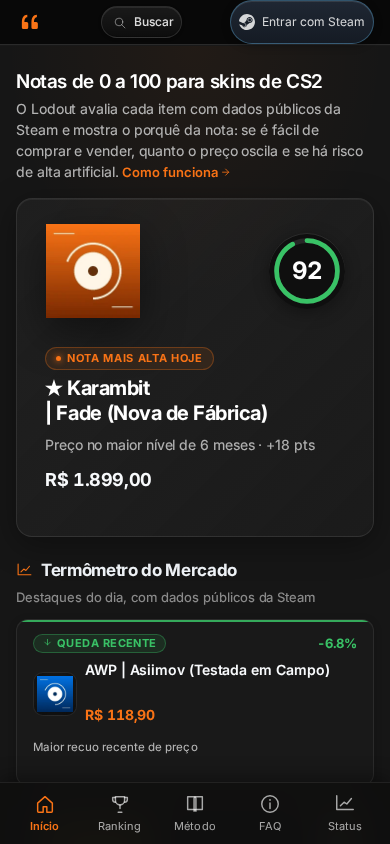 Buscar
Entrar com Steam
Notas de 0 a 100 para skins de CS2
O Lodout avalia cada item com dados públicos da
Steam e mostra o porquê da nota: se é fácil de
comprar e vender, quanto o preço oscila e se há risco
de alta artificial. Como funciona →
92
NOTA MAIS ALTA HOJE
★ Karambit
| Fade (Nova de Fábrica)
Preço no maior nível de 6 meses · +18 pts
R$ 1.899,00
Termômetro do Mercado
Destaques do dia, com dados públicos da Steam
↓ QUEDA RECENTE
-6.8%
AWP | Asiimov (Testada em Campo)
R$ 118,90
Maior recuo recente de preço
Início
Ranking
Método
FAQ
Status